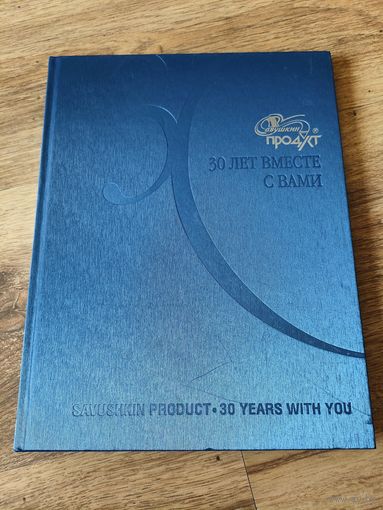 Савушкин®
ПРОДУКТ
30 ЛЕТ ВМЕСТЕ
С ВАМИ
SAVUSHKIN PRODUCT • 30 YEARS WITH YOU